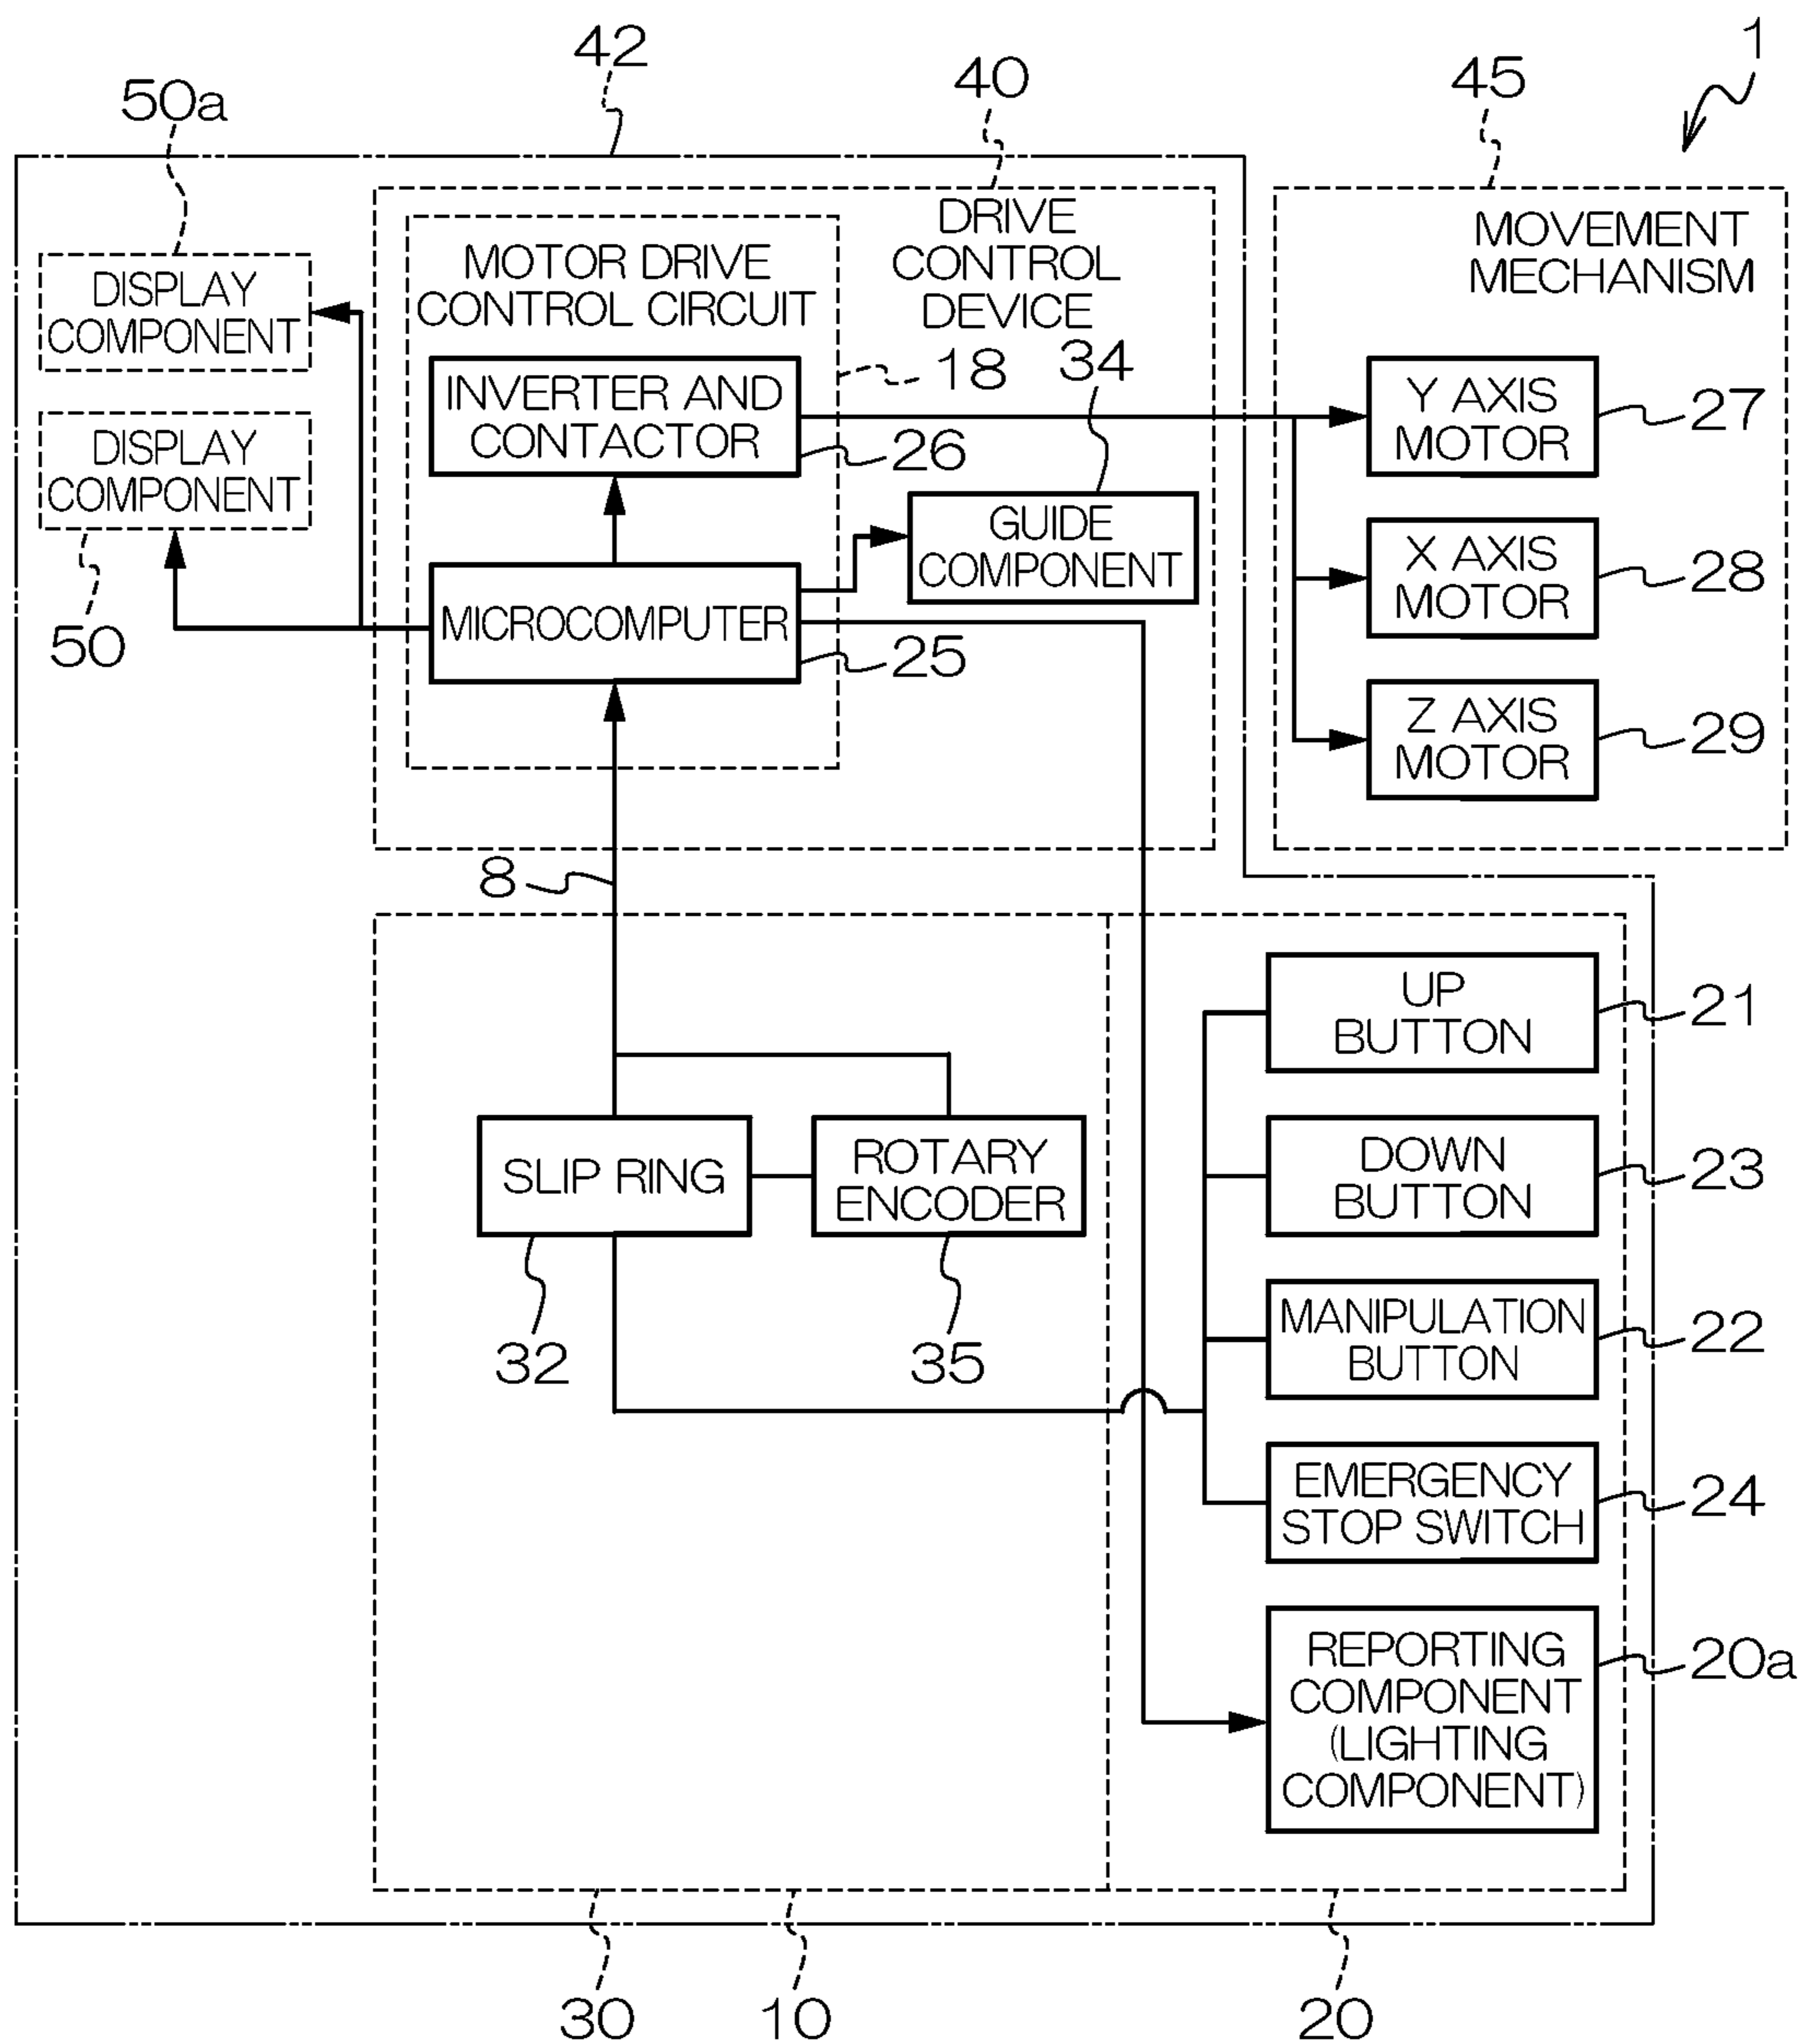 1
42
40
45
50a
DRIVE
CONTROL
DEVICE
MOVEMENT
MECHANISM
MOTOR DRIVE
CONTROL CIRCUIT
DISPLAY
COMPONENT
18
34
INVERTER AND
CONTACTOR
26
Y AXIS
MOTOR
27
DISPLAY
COMPONENT
50
GUIDE
COMPONENT
X AXIS
MOTOR
28
MICROCOMPUTER
25
Z AXIS
MOTOR
29
8
UP
BUTTON
21
SLIP RING
32
ROTARY
ENCODER
35
DOWN
BUTTON
23
MANIPULATION
BUTTON
22
EMERGENCY
STOP SWITCH
24
REPORTING
COMPONENT
(LIGHTING
COMPONENT)
20a
30
10
20